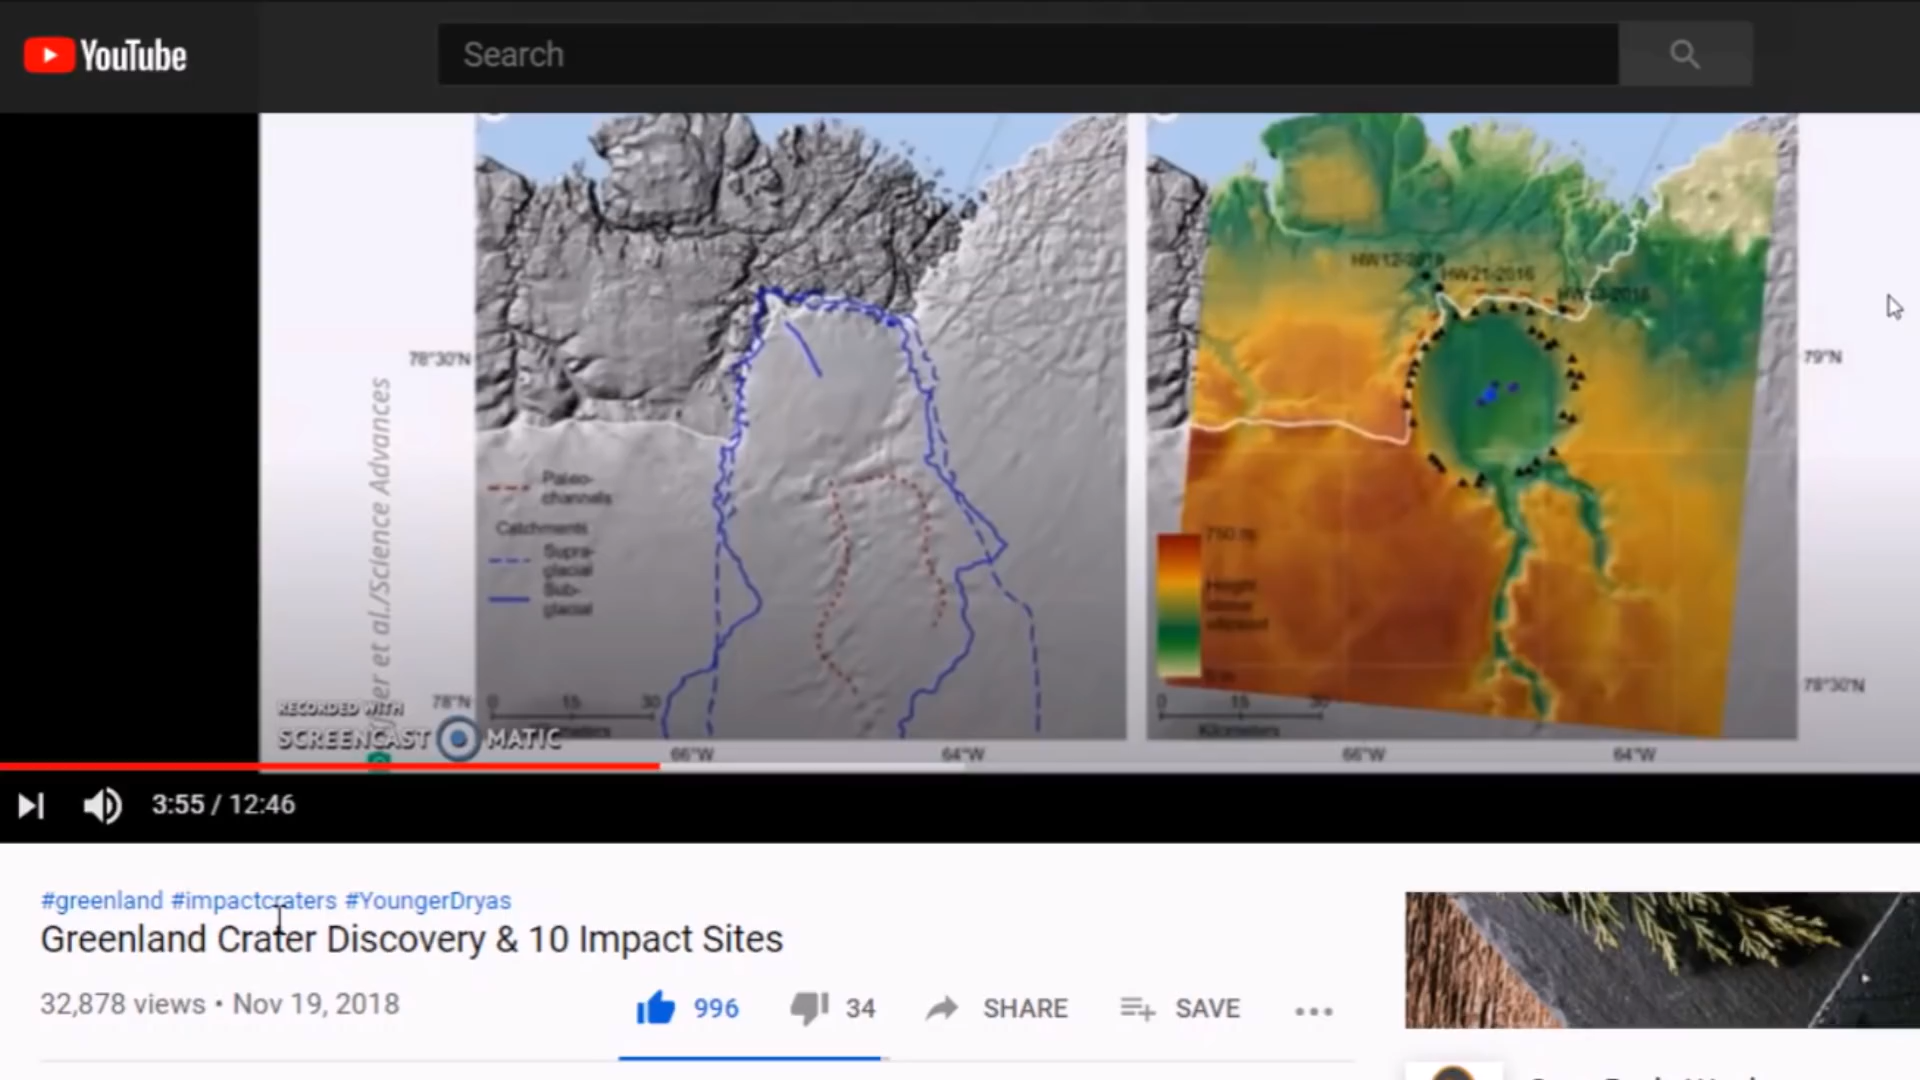 YouTube
Search
78°30'N
er et al./Science Advances
Paleo-
channels
Catchments
Supra-
glacial
Sub-
glacial
78°N
0 15 30
66°W
64°W
HW21-2016
79°N
750 m
Height
above
0 15 30
Kilometers
78°30'N
66°W
64°W
RECORDED WITH
SCREENCAST MATIC
3:55 / 12:46
#greenland #impactcraters #YoungerDryas
Greenland Crater Discovery & 10 Impact Sites
32,878 views • Nov 19, 2018
996
34
SHARE
SAVE